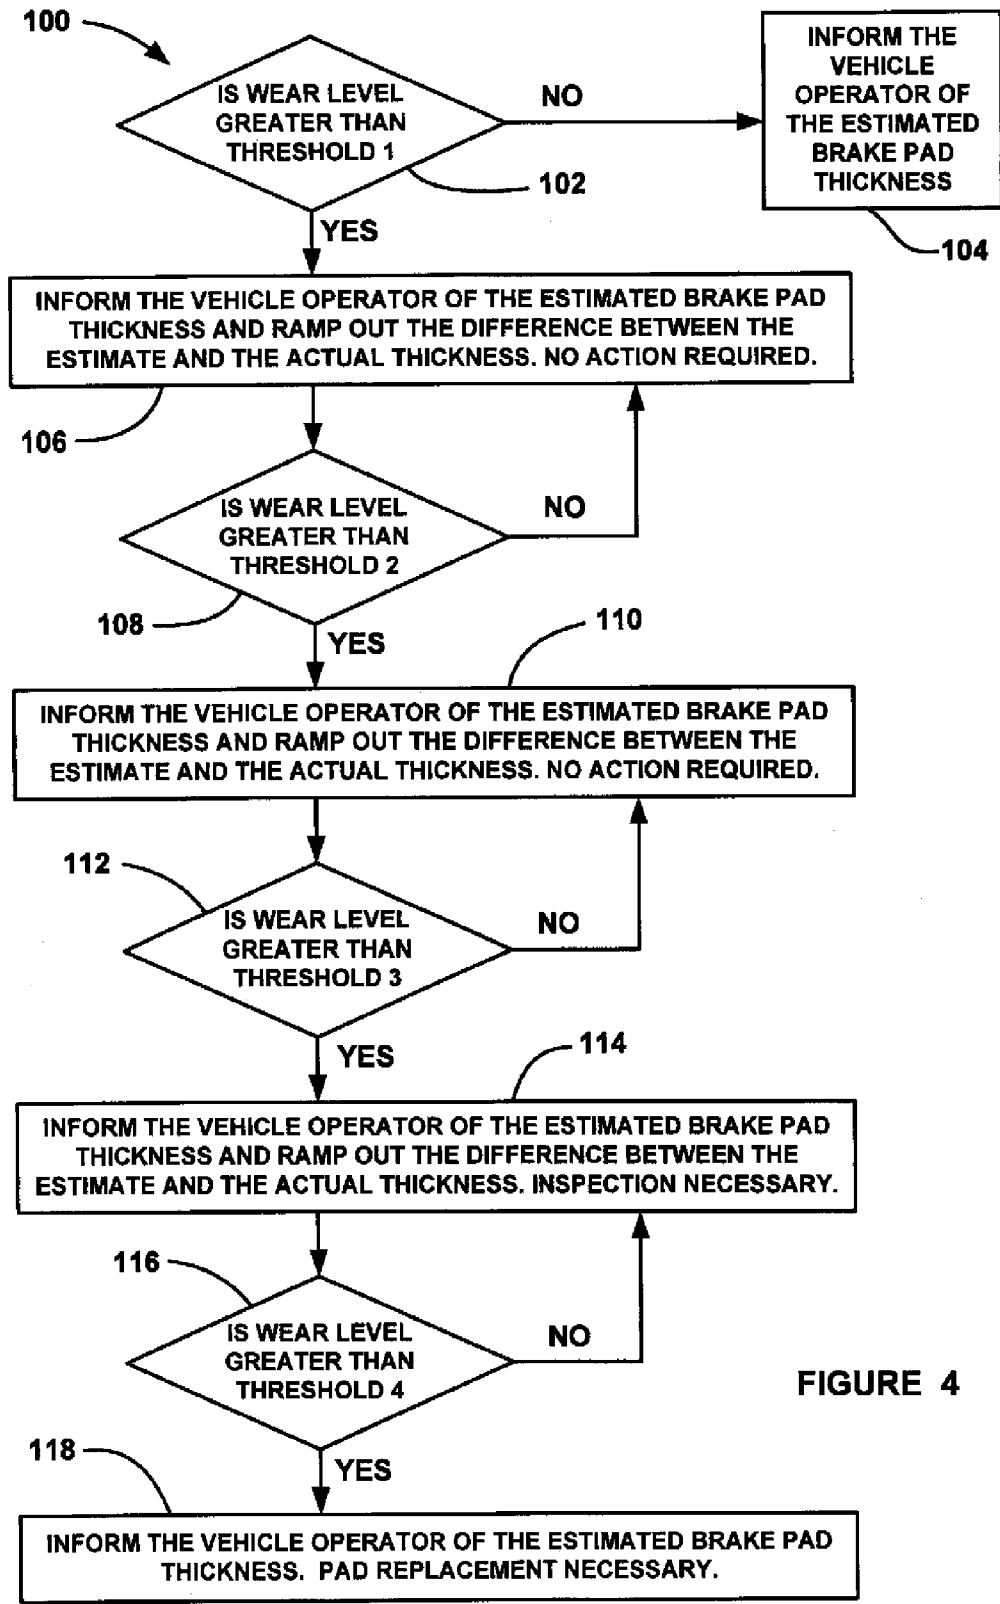 100
IS WEAR LEVEL
GREATER THAN
THRESHOLD 1
NO
INFORM THE
VEHICLE
OPERATOR OF
THE ESTIMATED
BRAKE PAD
THICKNESS
102
104
YES
INFORM THE VEHICLE OPERATOR OF THE ESTIMATED BRAKE PAD
THICKNESS AND RAMP OUT THE DIFFERENCE BETWEEN THE
ESTIMATE AND THE ACTUAL THICKNESS. NO ACTION REQUIRED.
106
IS WEAR LEVEL
GREATER THAN
THRESHOLD 2
NO
108
YES
110
INFORM THE VEHICLE OPERATOR OF THE ESTIMATED BRAKE PAD
THICKNESS AND RAMP OUT THE DIFFERENCE BETWEEN THE
ESTIMATE AND THE ACTUAL THICKNESS. NO ACTION REQUIRED.
112
IS WEAR LEVEL
GREATER THAN
THRESHOLD 3
NO
YES
114
INFORM THE VEHICLE OPERATOR OF THE ESTIMATED BRAKE PAD
THICKNESS AND RAMP OUT THE DIFFERENCE BETWEEN THE
ESTIMATE AND THE ACTUAL THICKNESS. INSPECTION NECESSARY.
116
IS WEAR LEVEL
GREATER THAN
THRESHOLD 4
NO
FIGURE 4
118
YES
INFORM THE VEHICLE OPERATOR OF THE ESTIMATED BRAKE PAD
THICKNESS. PAD REPLACEMENT NECESSARY.